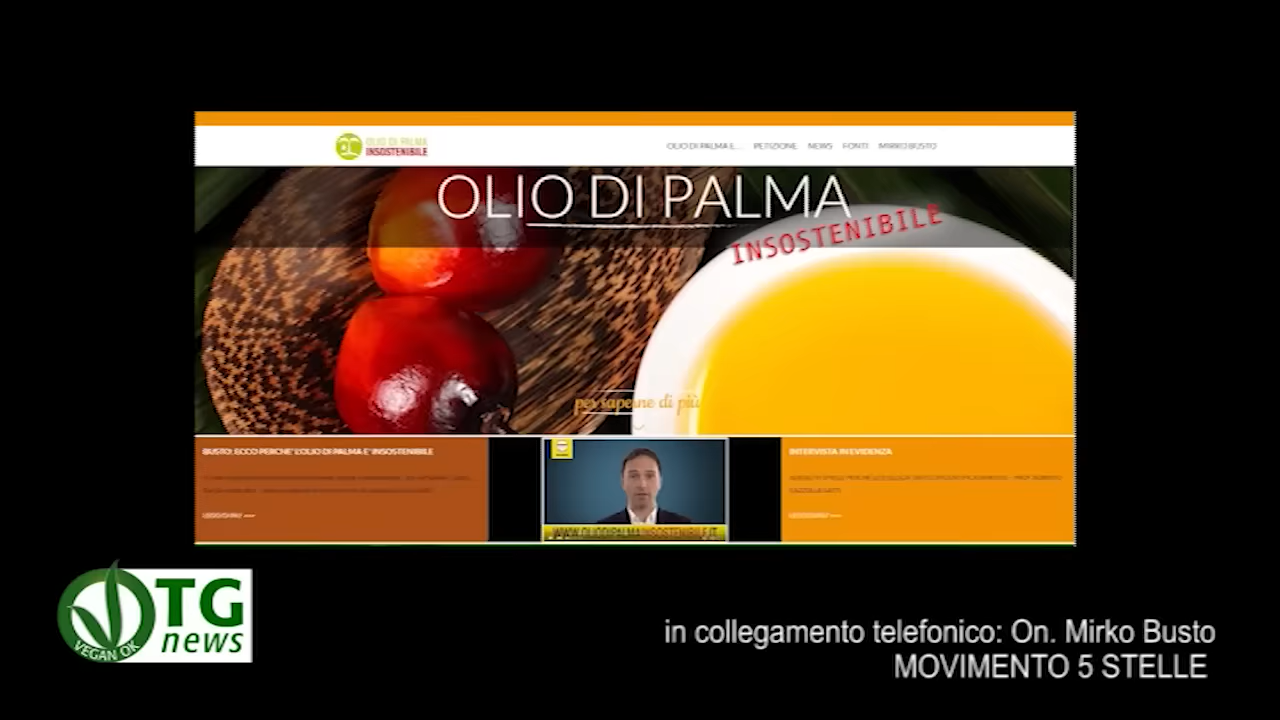 OLIO DI PALMA
INSOSTENIBILE
OLIO DI PALMA E... PETIZIONE NEWS FONTI MIRKO BUSTO
OLIO DI PALMA
INSOSTENIBILE
per saperne di più
BUSTO: ECCO PERCHE' L'OLIO DI PALMA E' INSOSTENIBILE
INTERVISTA IN EVIDENZA
WWW.OLIODIPALMAINSOSTENIBILE.IT
TG
news
VEGAN OK
in collegamento telefonico: On. Mirko Busto
MOVIMENTO 5 STELLE